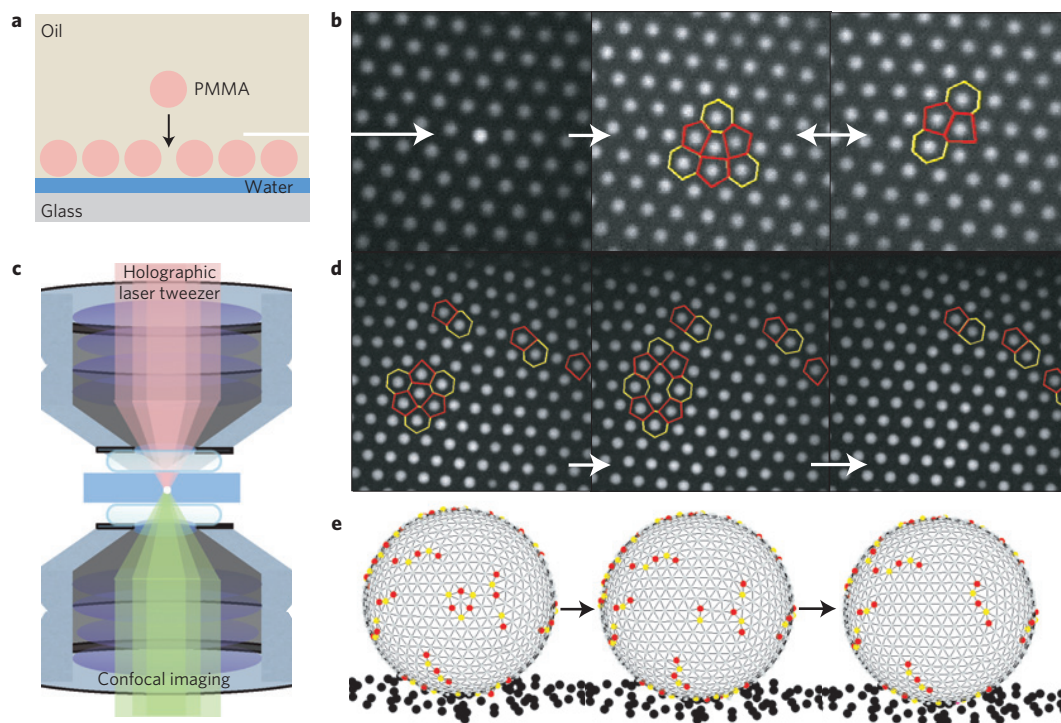 a
Oil
PMMA
Water
Glass
b
c
Holographic
laser tweezer
Confocal imaging
d
e